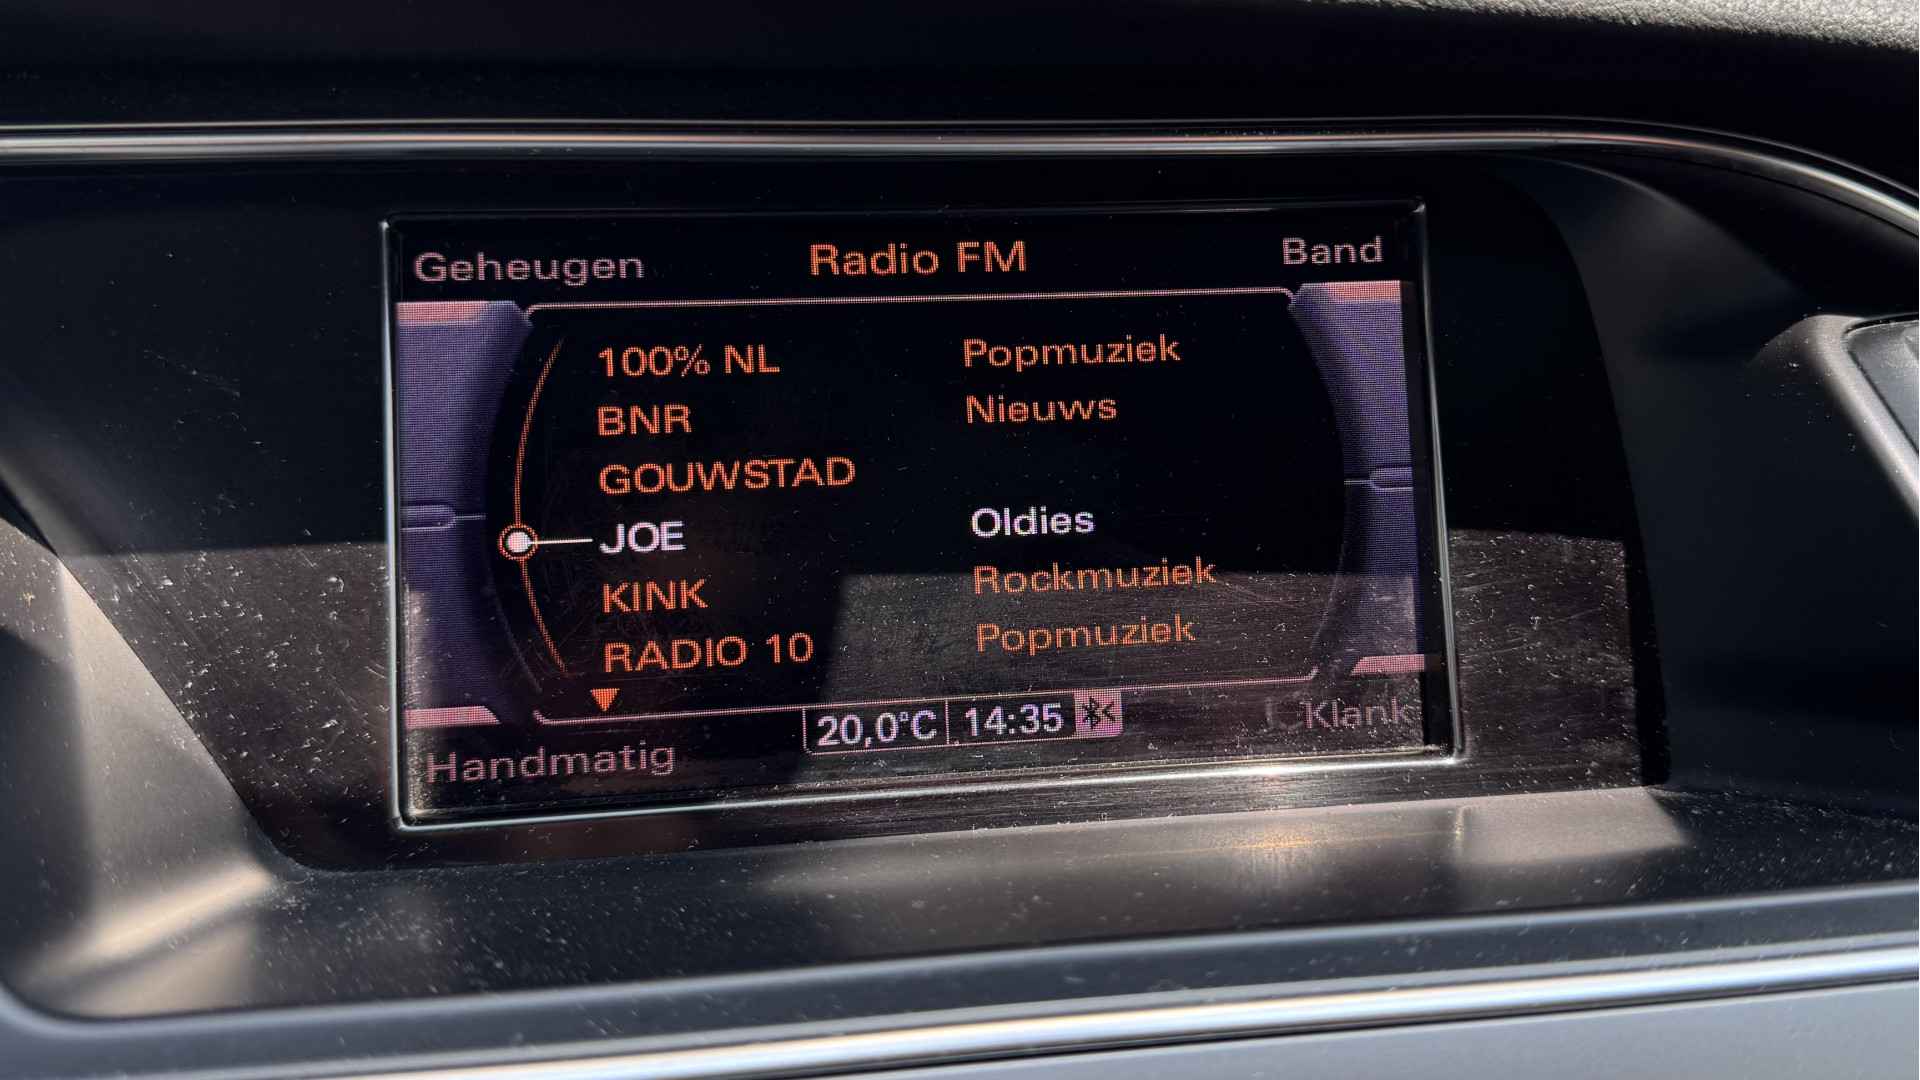 Geheugen Radio FM Band
100% NL Popmuziek
BNR Nieuws
GOUWSTAD
JOE Oldies
KINK Rockmuziek
RADIO 10 Popmuziek
Handmatig 20,0°C 14:35 Klank